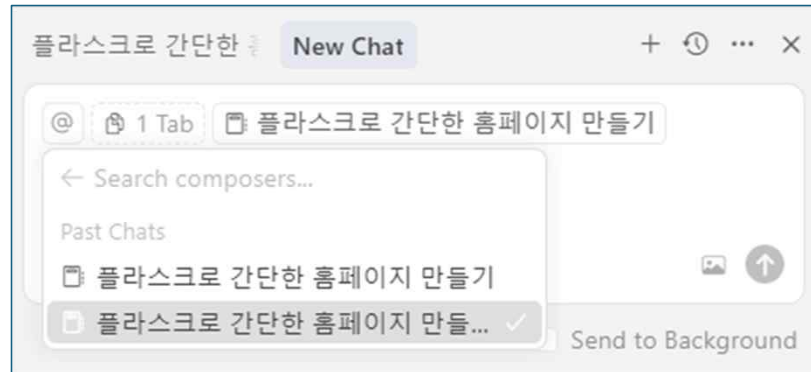 플라스크로 간단한 New Chat
@ 1 Tab 플라스크로 간단한 홈페이지 만들기
Search composers...
Past Chats
플라스크로 간단한 홈페이지 만들기
플라스크로 간단한 홈페이지 만들...
Send to Background